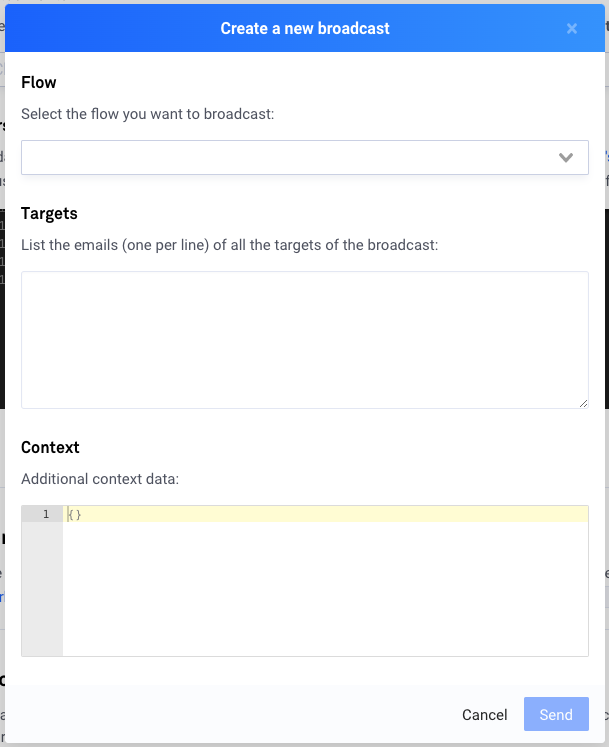 Create a new broadcast ×
Flow
Select the flow you want to broadcast:
Targets
List the emails (one per line) of all the targets of the broadcast:
Context
Additional context data:
1 {}
Cancel Send